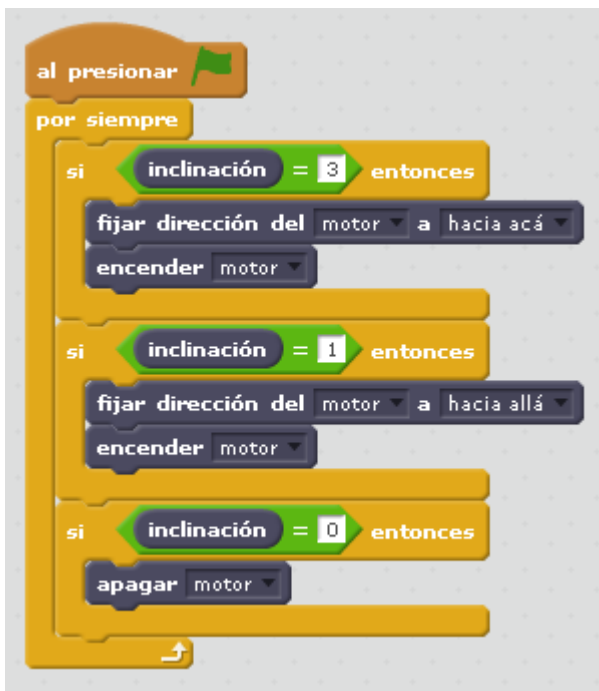 al presionar
por siempre
si inclinación = 3 entonces
fijar dirección del motor a hacia acá
encender motor
si inclinación = 1 entonces
fijar dirección del motor a hacia allá
encender motor
si inclinación = 0 entonces
apagar motor